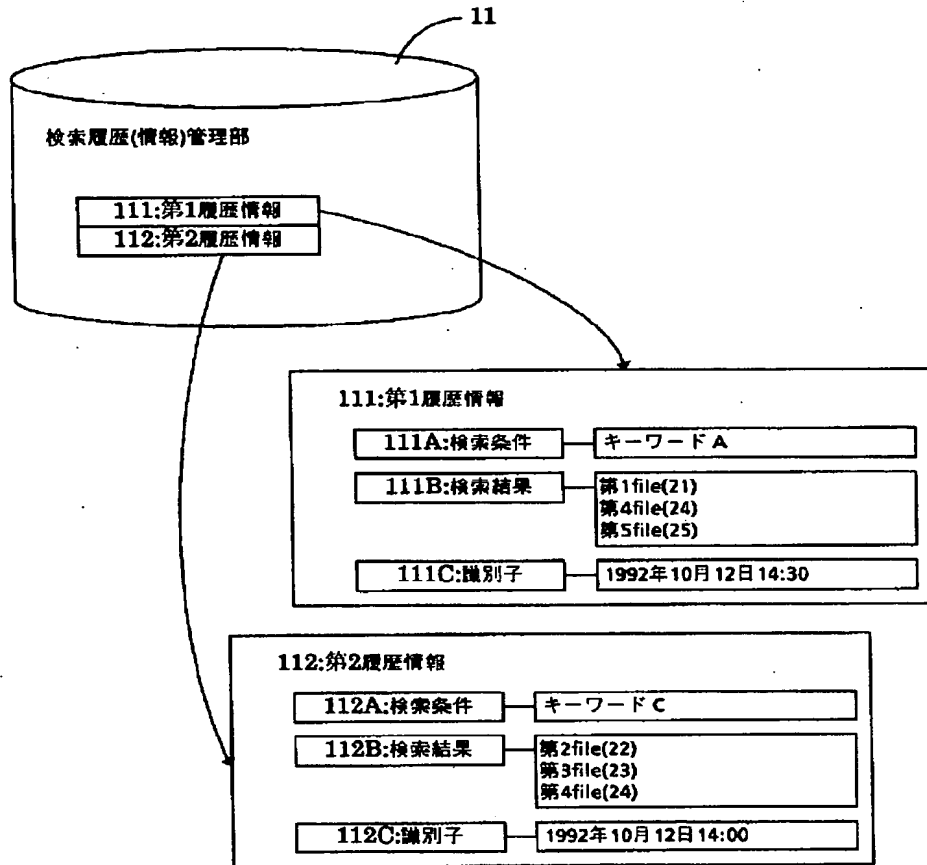 11
検索履歴(情報)管理部
111:第1履歴情報
112:第2履歴情報
111:第1履歴情報
111A:検索条件
キーワード A
111B:検索結果
第1file(21)
第4file(24)
第5file(25)
111C:識別子
1992年10月12日14:30
112:第2履歴情報
112A:検索条件
キーワード C
112B:検索結果
第2file(22)
第3file(23)
第4file(24)
112C:識別子
1992年10月12日14:00